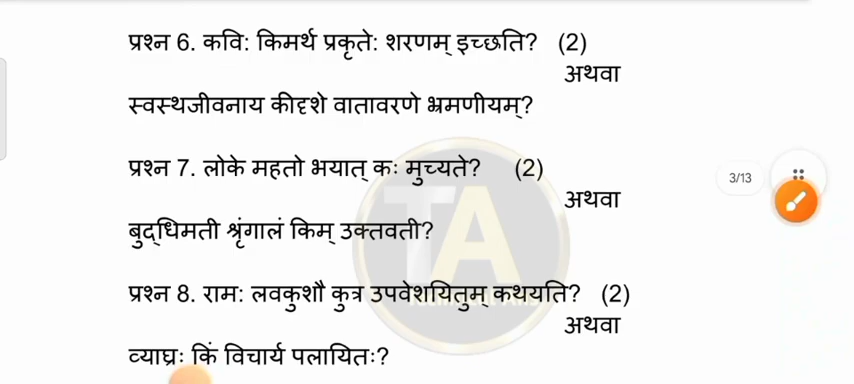 प्रश्न 6. कवि: किमर्थ प्रकृते: शरणम् इच्छति? (2)
अथवा
स्वस्थजीवनाय कीदृशे वातावरणे भ्रमणीयम्?
प्रश्न 7. लोके महतो भयात् कः मुच्यते? (2)
3/13
अथवा
बुद्धिमती श्रृंगालं किम् उक्तवती?
प्रश्न 8. राम: लवकुशौ कुत्र उपवेशयितुम् कथयति? (2)
अथवा
व्याघ्रः किं विचार्य पलायितः?
TA